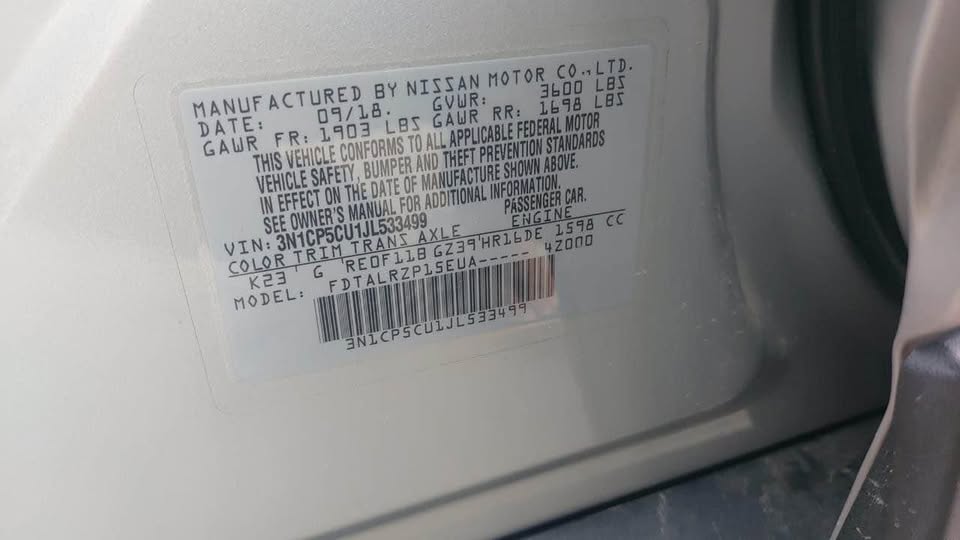 MANUFACTURED BY NISSAN MOTOR CO., LTD.
DATE: 09/18. GVWR: 3600 LBS
GAWR FR: 1903 LBS GAWR RR: 1698 LBS
THIS VEHICLE CONFORMS TO ALL APPLICABLE FEDERAL MOTOR
VEHICLE SAFETY, BUMPER AND THEFT PREVENTION STANDARDS
IN EFFECT ON THE DATE OF MANUFACTURE SHOWN ABOVE.
SEE OWNER'S MANUAL FOR ADDITIONAL INFORMATION.
VIN: 3N1CP5CU1JL533499 PASSENGER CAR.
COLOR TRIM TRANS AXLE ENGINE
K23' G 'RE0F11B GZ39'HR16DE 1598 CC
MODEL: FDTALRZP15EUA----- 4Z000
3N1CP5CU1JL533499